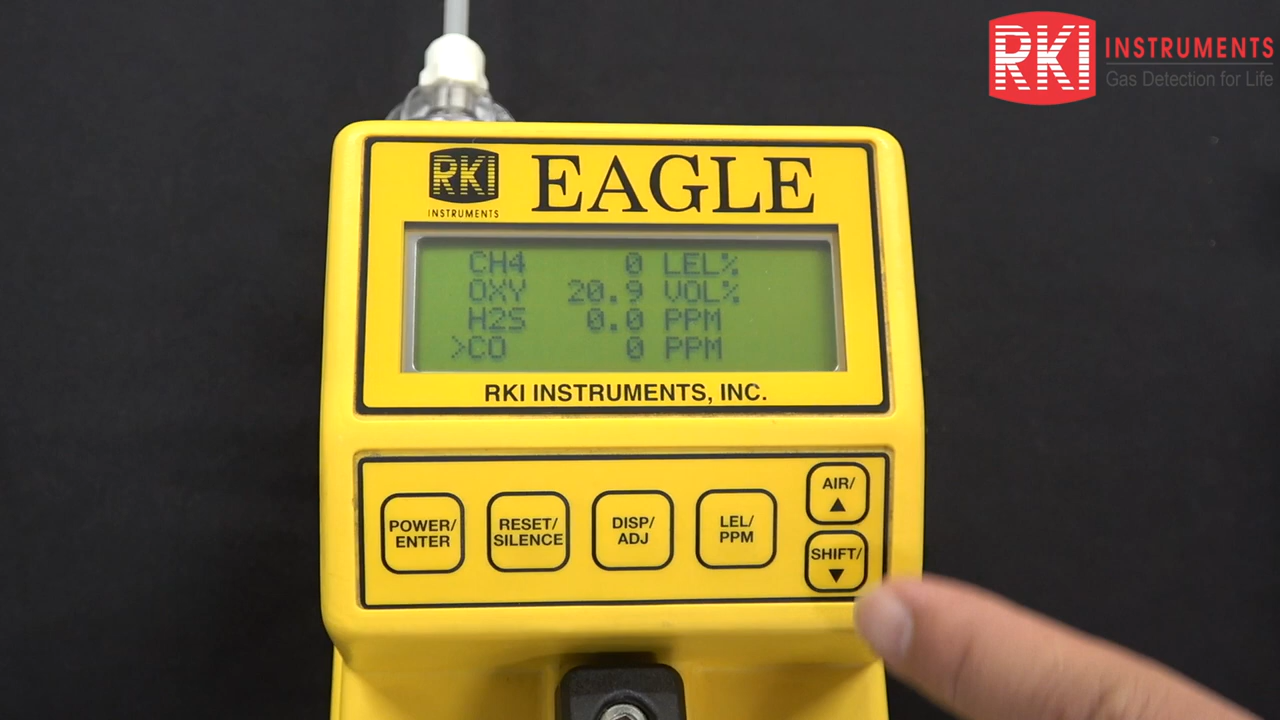 RKI INSTRUMENTS
Gas Detection for Life
RKI EAGLE
INSTRUMENTS
CH4 0 LEL%
OXY 20.9 VOL%
H2S 0.0 PPM
>CO 0 PPM
RKI INSTRUMENTS, INC.
POWER/
ENTER
RESET/
SILENCE
DISP/
ADJ
LEL/
PPM
AIR/
▲
SHIFT/
▼